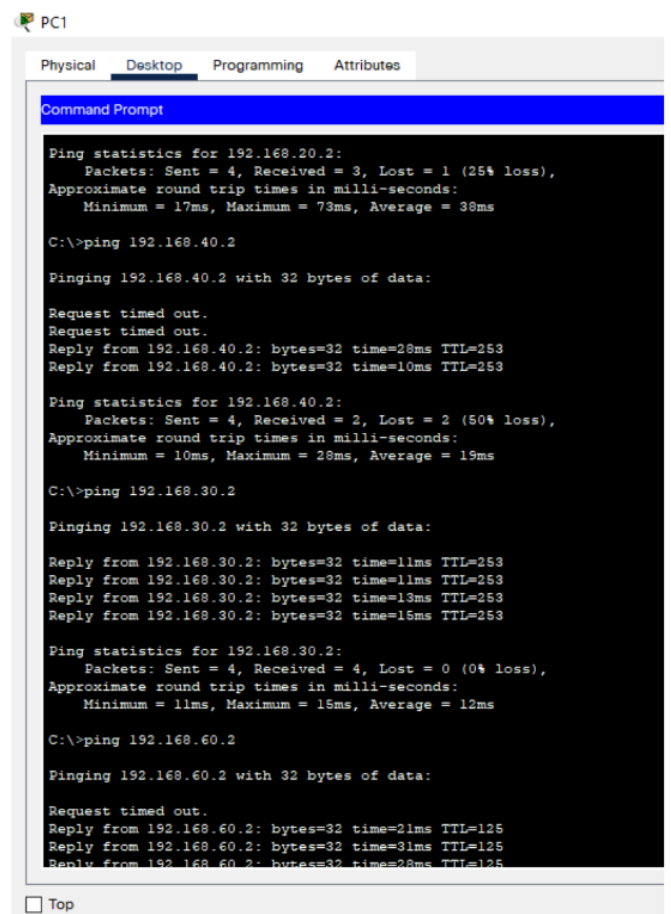 PC1
Physical Desktop Programming Attributes
Command Prompt
Ping statistics for 192.168.20.2:
Packets: Sent = 4, Received = 3, Lost = 1 (25% loss),
Approximate round trip times in milli-seconds:
Minimum = 17ms, Maximum = 73ms, Average = 38ms
C:\>ping 192.168.40.2
Pinging 192.168.40.2 with 32 bytes of data:
Request timed out.
Request timed out.
Reply from 192.168.40.2: bytes=32 time=28ms TTL=253
Reply from 192.168.40.2: bytes=32 time=10ms TTL=253
Ping statistics for 192.168.40.2:
Packets: Sent = 4, Received = 2, Lost = 2 (50% loss),
Approximate round trip times in milli-seconds:
Minimum = 10ms, Maximum = 28ms, Average = 19ms
C:\>ping 192.168.30.2
Pinging 192.168.30.2 with 32 bytes of data:
Reply from 192.168.30.2: bytes=32 time=11ms TTL=253
Reply from 192.168.30.2: bytes=32 time=11ms TTL=253
Reply from 192.168.30.2: bytes=32 time=13ms TTL=253
Reply from 192.168.30.2: bytes=32 time=15ms TTL=253
Ping statistics for 192.168.30.2:
Packets: Sent = 4, Received = 4, Lost = 0 (0% loss),
Approximate round trip times in milli-seconds:
Minimum = 11ms, Maximum = 15ms, Average = 12ms
C:\>ping 192.168.60.2
Pinging 192.168.60.2 with 32 bytes of data:
Request timed out.
Reply from 192.168.60.2: bytes=32 time=21ms TTL=125
Reply from 192.168.60.2: bytes=32 time=31ms TTL=125
Reply from 192.168.60.2: bytes=32 time=28ms TTL=125
Top